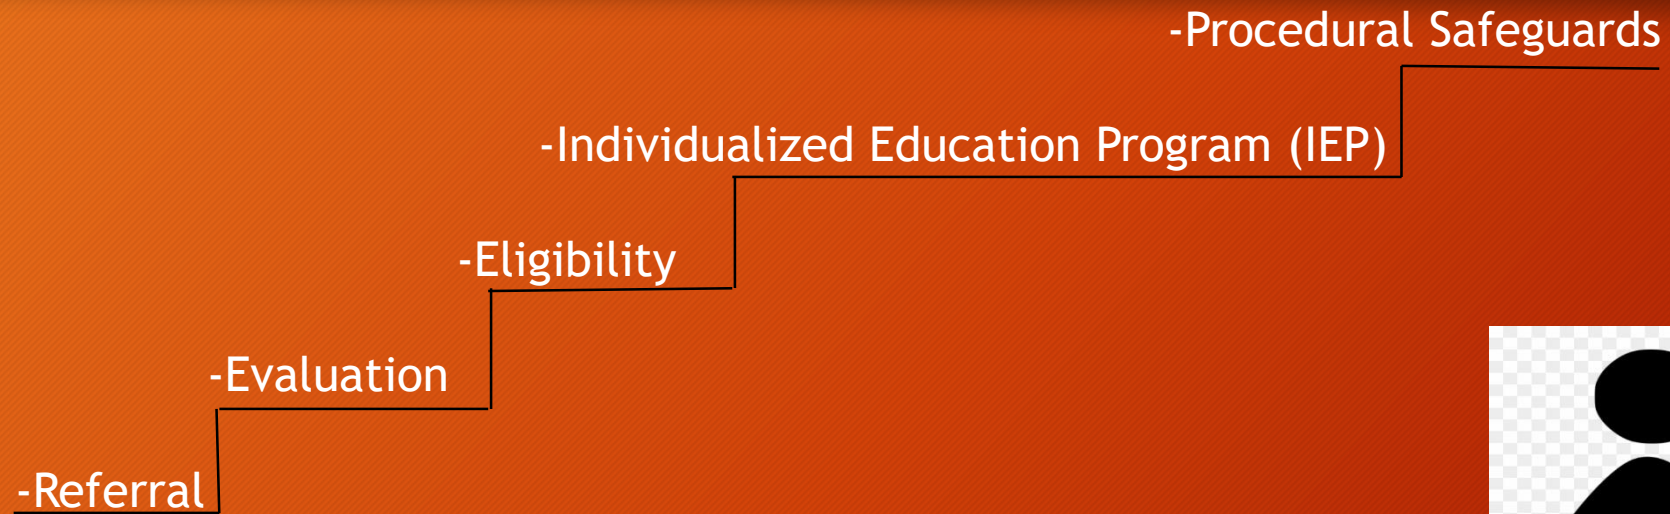 -Procedural Safeguards
-Individualized Education Program (IEP)
-Eligibility
-Evaluation
-Referral